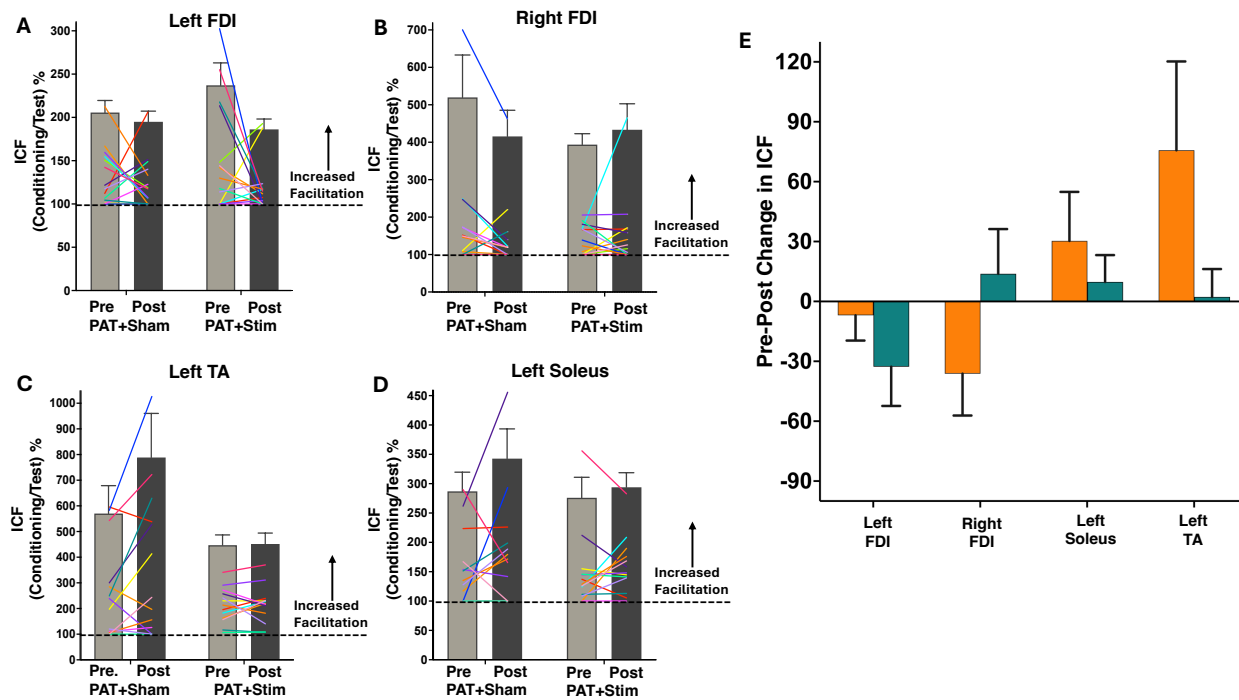 A
Left FDI
ICF
(Conditioning/Test) %
300
250
200
150
100
50
0
Increased
Facilitation
Pre Post Pre Post
PAT+Sham PAT+Stim
B
Right FDI
ICF
(Conditioning/Test) %
700
600
500
400
300
200
100
0
Increased
Facilitation
Pre Post Pre Post
PAT+Sham PAT+Stim
C
Left TA
ICF
(Conditioning/Test) %
1000
900
800
700
600
500
400
300
200
100
0
Increased
Facilitation
Pre. Post Pre Post
PAT+Sham PAT+Stim
D
Left Soleus
ICF
(Conditioning/Test) %
450
400
350
300
250
200
150
100
50
0
Increased
Facilitation
Pre Post Pre Post
PAT+Sham PAT+Stim
E
Pre-Post Change in ICF
120
90
60
30
0
-30
-60
-90
Left Right Left Left
FDI FDI Soleus TA